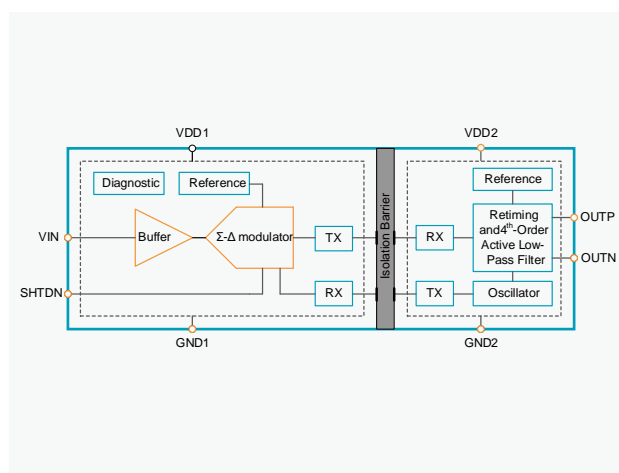 VDD1
VDD2
Diagnostic
Reference
Reference
VIN
Buffer
Σ-Δ modulator
TX
Isolation Barrier
RX
Retiming
and4th-Order
Active Low-
Pass Filter
OUTP
OUTN
SHTDN
RX
TX
Oscillator
GND1
GND2